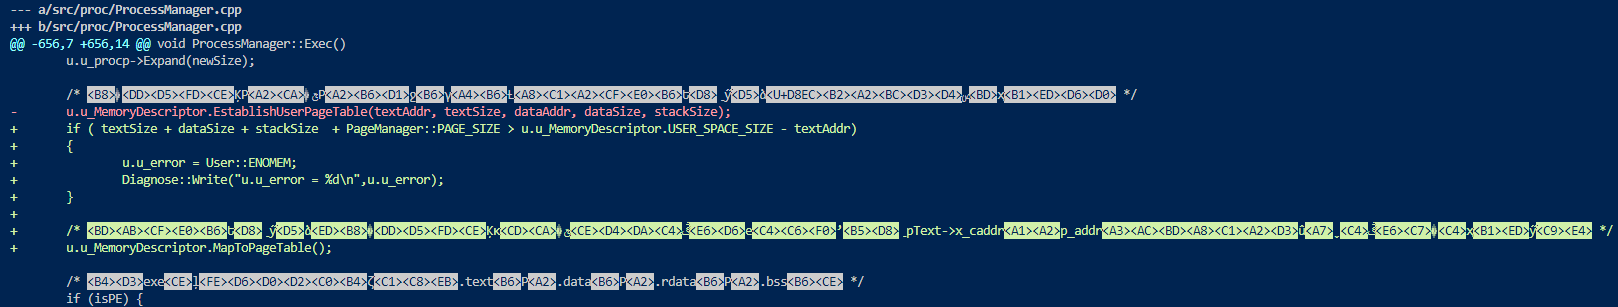 --- a/src/proc/ProcessManager.cpp
+++ b/src/proc/ProcessManager.cpp
@@ -656,7 +656,14 @@ void ProcessManager::Exec()
u.u_procp->Expand(newSize);
/* <B8> <DD><D5><FD><CE>ĶP<A2><CA> P<A2><B6><D1> <B6> <A4><B6> <A8><C1><A2><CF><E0><B6> <D8> <D5> <U+D8EC><B2><A2><BC><D3><D4> <BD>x<B1><ED><D6><D0> */
- u.u_MemoryDescriptor.EstablishUserPageTable(textAddr, textSize, dataAddr, dataSize, stackSize);
+ if ( textSize + dataSize + stackSize + PageManager::PAGE_SIZE > u.u_MemoryDescriptor.USER_SPACE_SIZE - textAddr)
+ {
+ u.u_error = User::ENOMEM;
+ Diagnose::Write("u.u_error = %d\n",u.u_error);
+ }
+
+ /* <BD><AB><CF><E0><B6> <D8> <D5> <ED><B8> <DD><D5><FD><CE> <CD><CA> <CE><D4><DA><C4> <E6><D6>e<C4><C6><F0> <B5><D8> pText->x_caddr<A1><A2>p_addr<A3><AC><BD><A8><C1><A2><D3> <A7> <C4> <E6><C7> <C4>x<B1><ED> <C9><E4> */
+ u.u_MemoryDescriptor.MapToPageTable();
/* <B4><D3>exe<CE> <FE><D6><D0><D2><C0><B4> <C1><C8><EB>.text<B6>P<A2>.data<B6>P<A2>.rdata<B6>P<A2>.bss<B6><CE> */
if (isPE) {